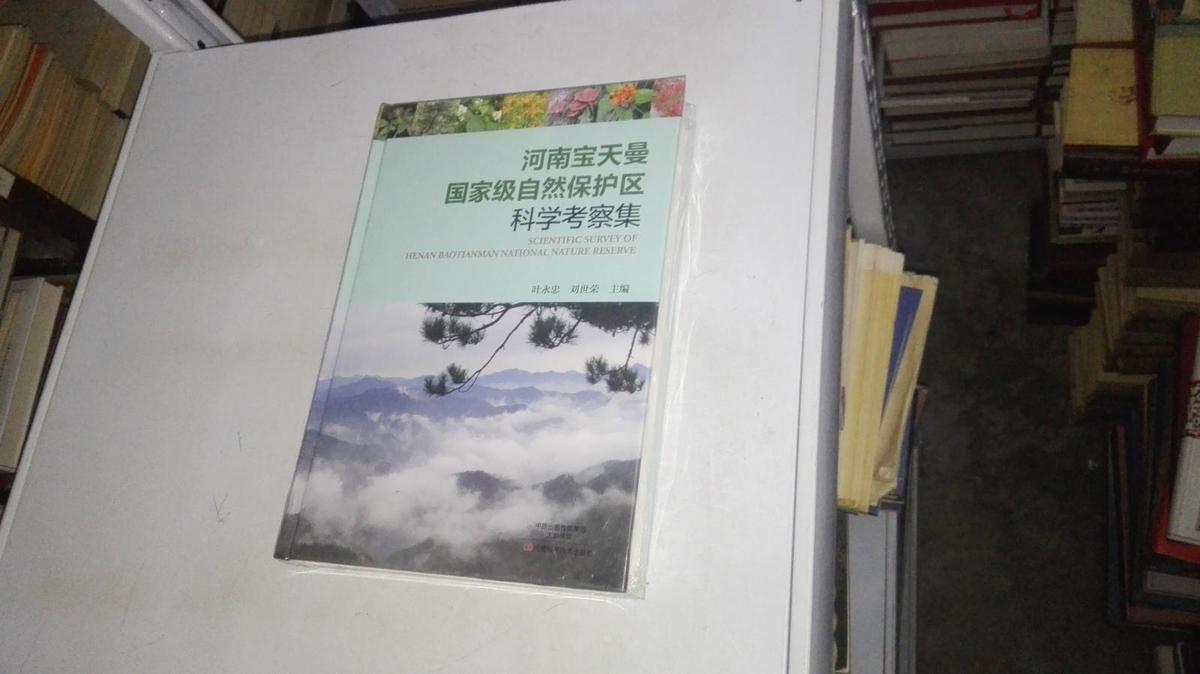 河南宝天曼
国家级自然保护区
科学考察集
SCIENTIFIC SURVEY OF
HENAN BAOTIANMAN NATIONAL NATURE RESERVE
叶永忠 刘世荣 主编